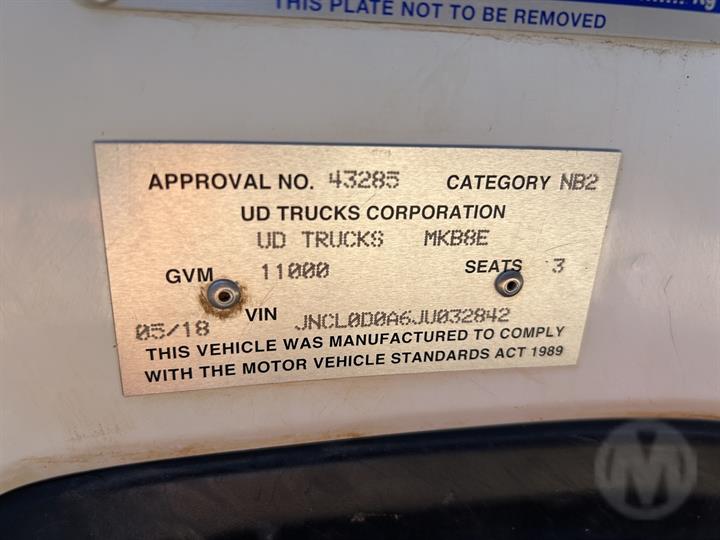 THIS PLATE NOT TO BE REMOVED
APPROVAL NO. 43285 CATEGORY NB2
UD TRUCKS CORPORATION
UD TRUCKS MKB8E
GVM 11000 SEATS 3
05/18 VIN JNCL0D0A6JU032842
THIS VEHICLE WAS MANUFACTURED TO COMPLY
WITH THE MOTOR VEHICLE STANDARDS ACT 1989
M